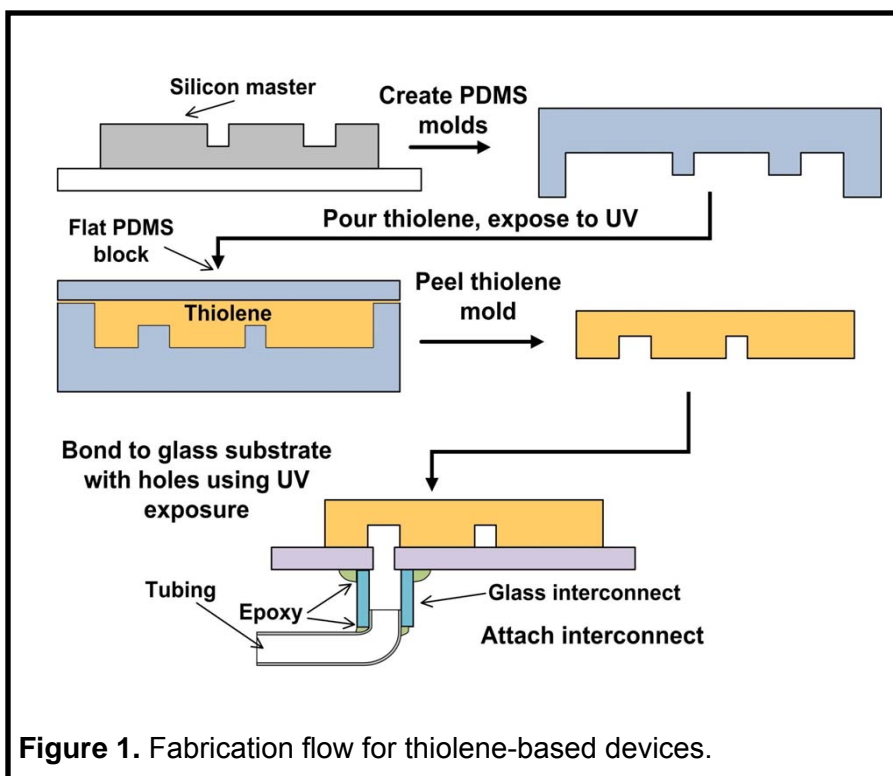 Silicon master
Create PDMS
molds
Pour thiolene, expose to UV
Flat PDMS
block
Thiolene
Peel thiolene
mold
Bond to glass substrate
with holes using UV
exposure
Tubing
Epoxy
Glass interconnect
Attach interconnect
Figure 1. Fabrication flow for thiolene-based devices.